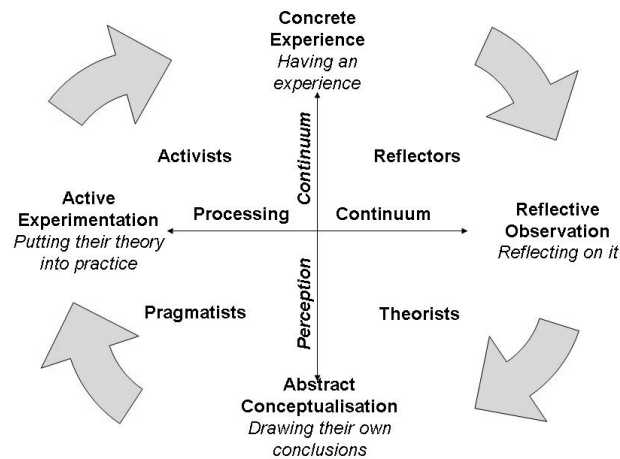 Concrete
Experience
Having an
experience
Continuum
Activists
Reflectors
Active
Experimentation
Putting their theory
into practice
Processing
Continuum
Reflective
Observation
Reflecting on it
Perception
Pragmatists
Theorists
Abstract
Conceptualisation
Drawing their own
conclusions